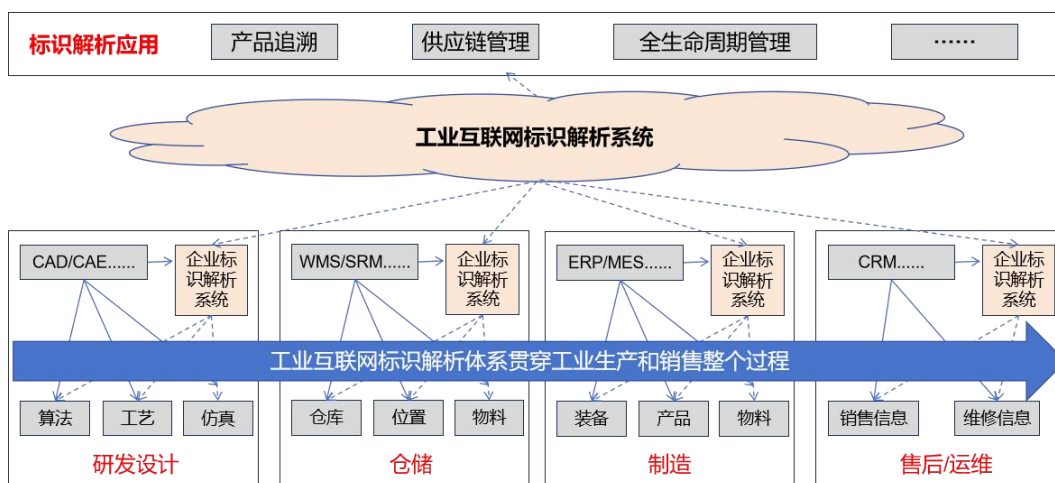 标识解析应用
产品追溯
供应链管理
全生命周期管理
……
工业互联网标识解析系统
CAD/CAE……
企业标
识解析
系统
WMS/SRM……
企业标
识解析
系统
ERP/MES……
企业标
识解析
系统
CRM……
企业标
识解析
系统
工业互联网标识解析体系贯穿工业生产和销售整个过程
算法
工艺
仿真
仓库
位置
物料
装备
产品
物料
销售信息
维修信息
研发设计
仓储
制造
售后/运维